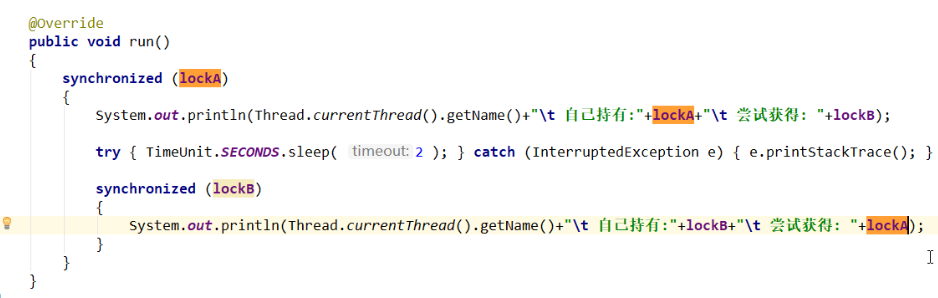 @Override
public void run()
{
synchronized (lockA)
{
System.out.println(Thread.currentThread().getName()+"\t 自己持有:"+lockA+"\t 尝试获得: "+lockB);
try { TimeUnit.SECONDS.sleep( timeout: 2 ); } catch (InterruptedException e) { e.printStackTrace(); }
synchronized (lockB)
{
System.out.println(Thread.currentThread().getName()+"\t 自己持有:"+lockB+"\t 尝试获得: "+lockA);
}
}
}